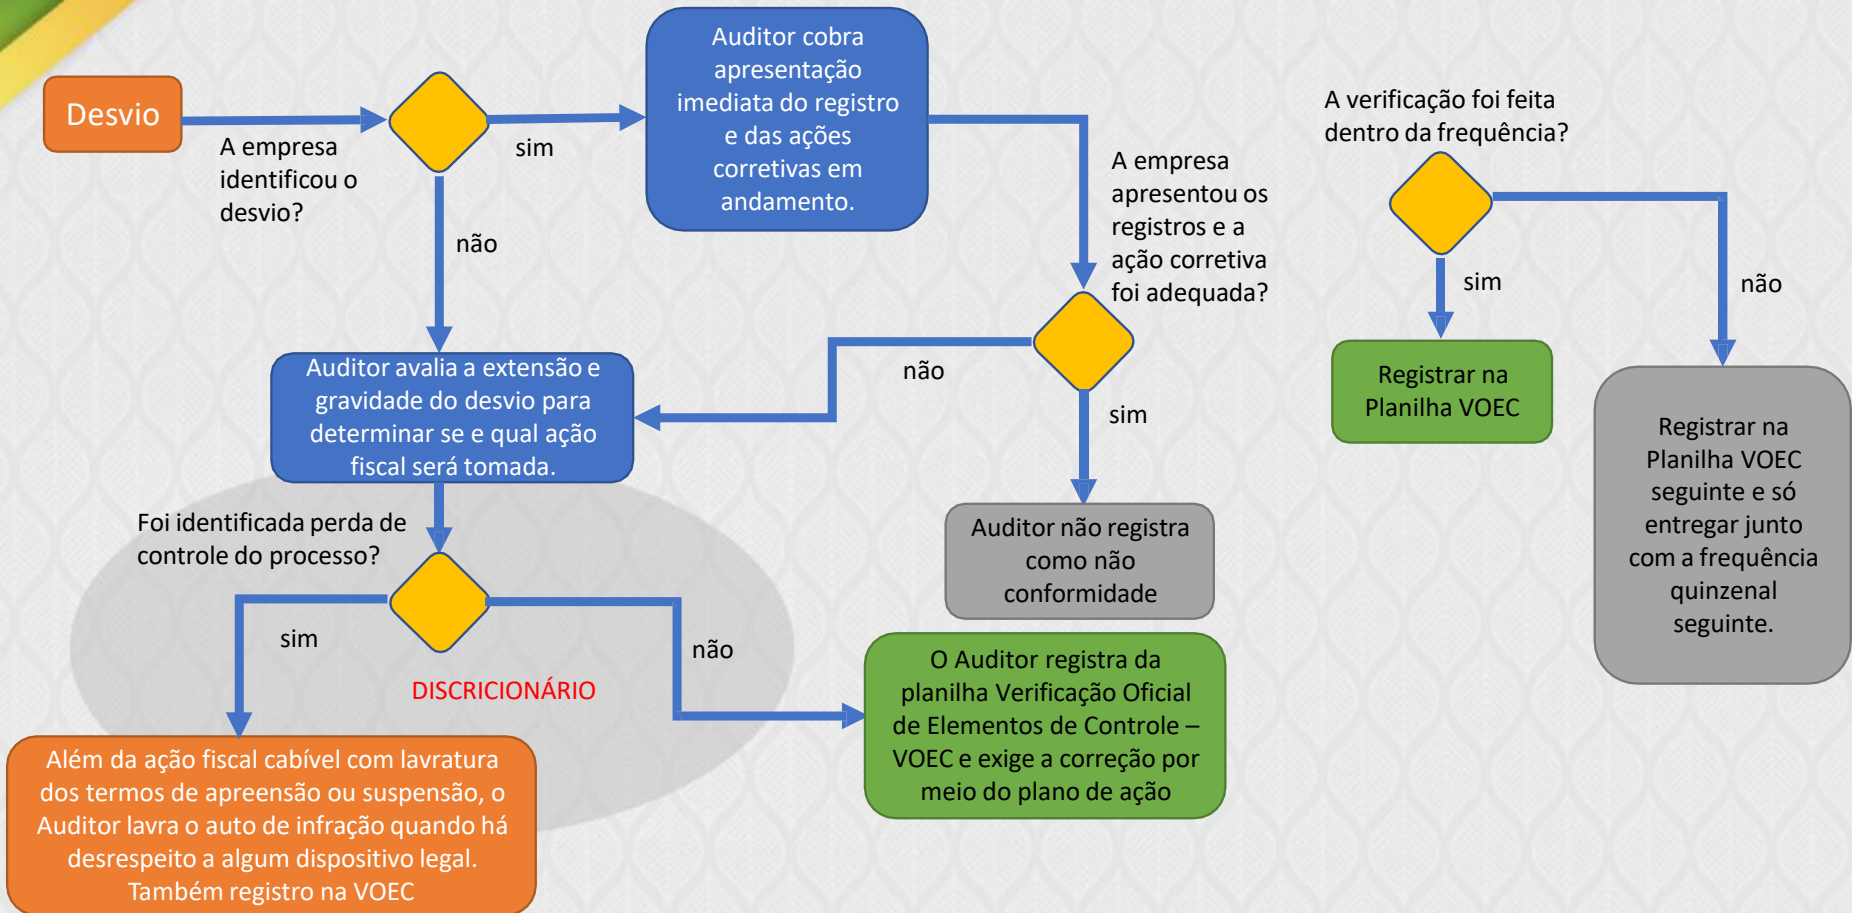 Desvio
A empresa
identificou o
desvio?
sim
não
Auditor cobra
apresentação
imediata do registro
e das ações
corretivas em
andamento.
A empresa
apresentou os
registros e a
ação corretiva
foi adequada?
não
sim
Auditor avalia a extensão e
gravidade do desvio para
determinar se e qual ação
fiscal será tomada.
Auditor não registra
como não
conformidade
Foi identificada perda de
controle do processo?
sim
não
DISCRICIONÁRIO
Além da ação fiscal cabível com lavratura
dos termos de apreensão ou suspensão, o
Auditor lavra o auto de infração quando há
desrespeito a algum dispositivo legal.
Também registro na VOEC
O Auditor registra da
planilha Verificação Oficial
de Elementos de Controle –
VOEC e exige a correção por
meio do plano de ação
A verificação foi feita
dentro da frequência?
sim
não
Registrar na
Planilha VOEC
Registrar na
Planilha VOEC
seguinte e só
entregar junto
com a frequência
quinzenal
seguinte.